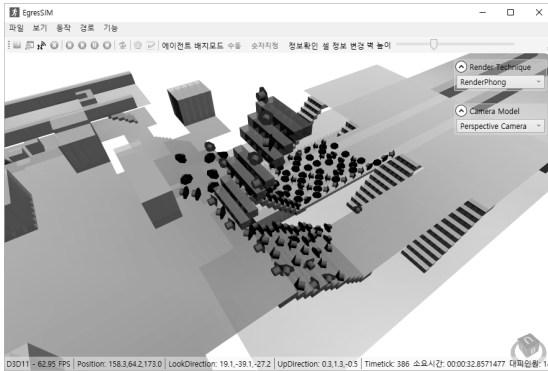 EgresSIM
파일 보기 동작 경로 기능
에이전트 배치모드 수동 숫자지정 정보확인 셀 정보 변경 벽 높이
Render Technique
RenderPhong
Camera Model
Perspective Camera
D3D11 - 62.95 FPS Position: 158.3,64.2,173.0 LookDirection: 19.1,-39.1,-27.2 UpDirection: 0.3,1.3,-0.5 Timetick: 386 소요시간: 00:00:32.8571477 대피인원: